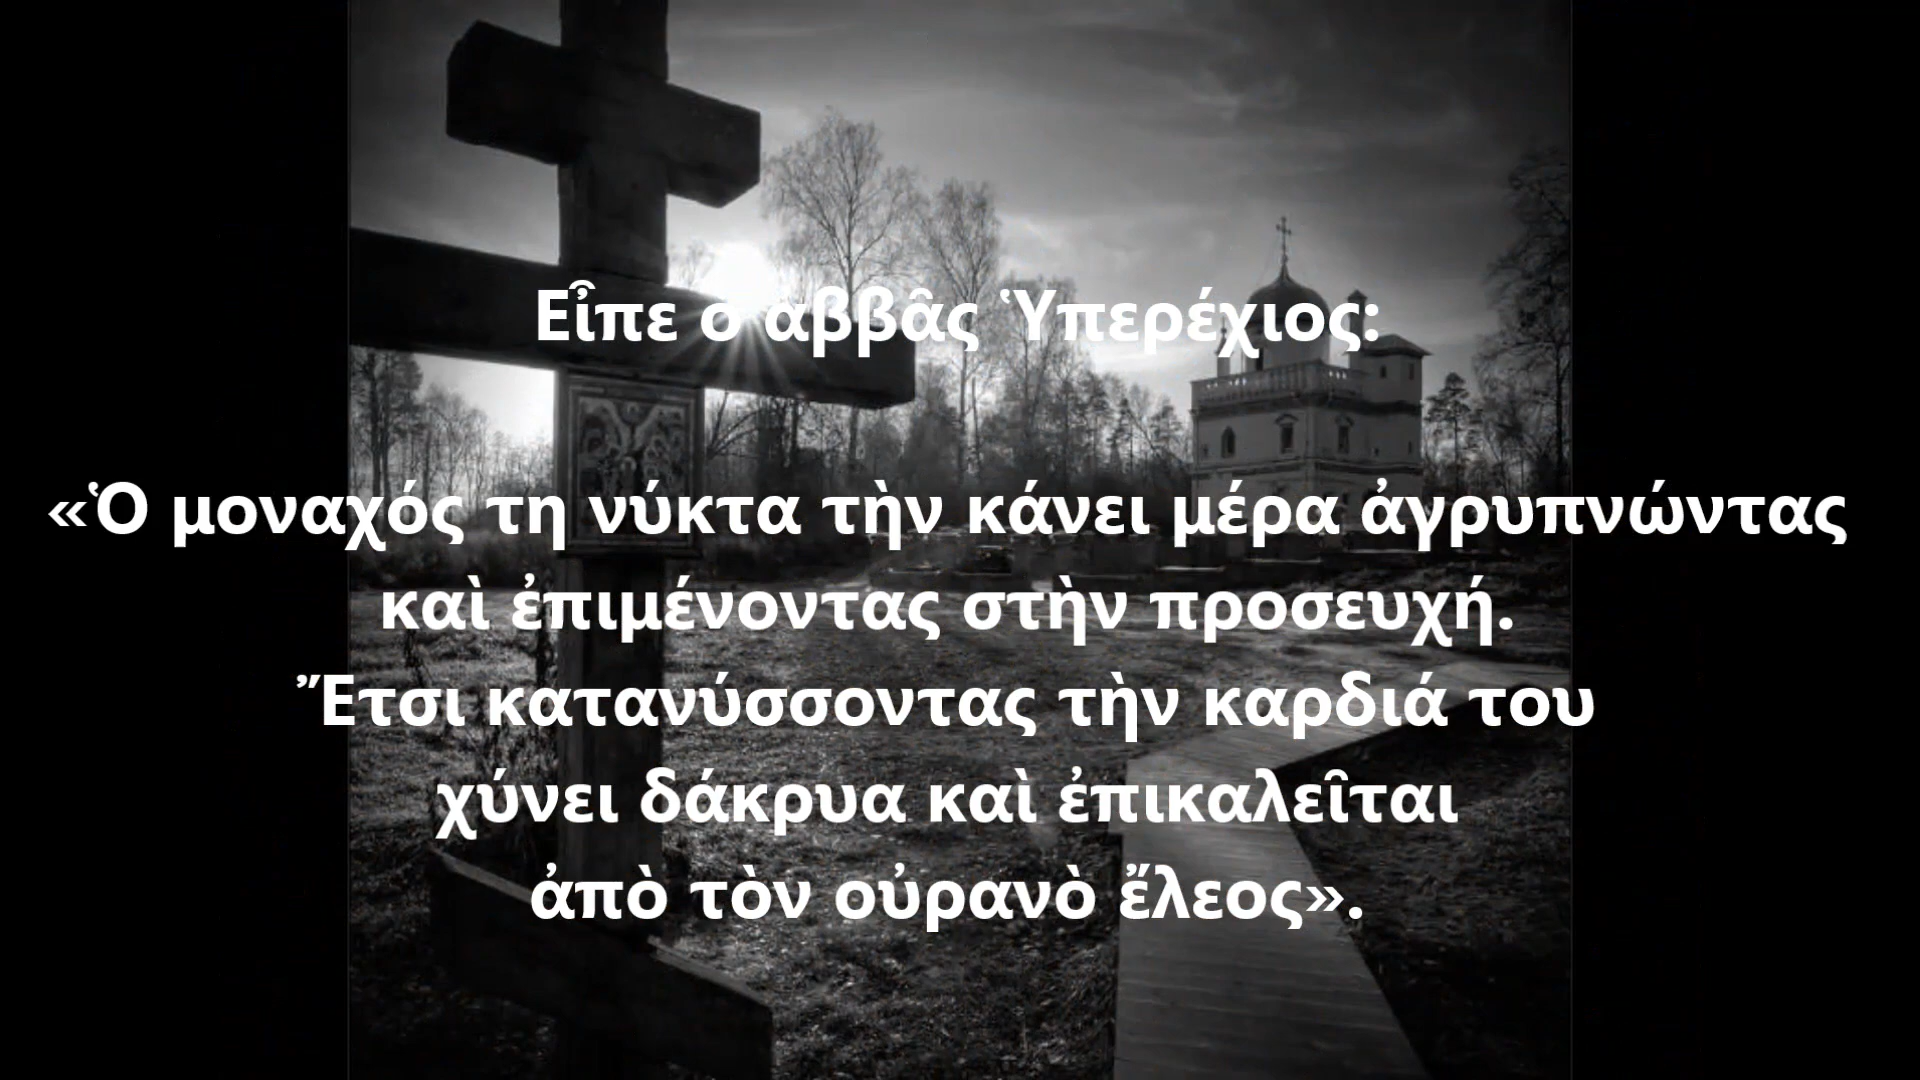 Εἶπε ὁ ἀββᾶς Ὑπερέχιος:
«Ὁ μοναχός τη νύκτα τὴν κάνει μέρα ἀγρυπνώντας
καὶ ἐπιμένοντας στὴν προσευχή.
Ἔτσι κατανύσσοντας τὴν καρδιά του
χύνει δάκρυα καὶ ἐπικαλεῖται
ἀπὸ τὸν οὐρανὸ ἔλεος».